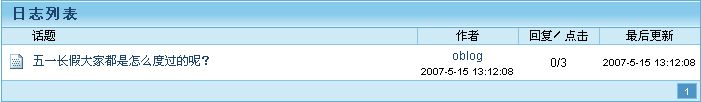 日志列表
话题 作者 回复／点击 最后更新
五一长假大家都是怎么度过的呢？ oblog 0/3 2007-5-15 13:12:08
2007-5-15 13:12:08
1